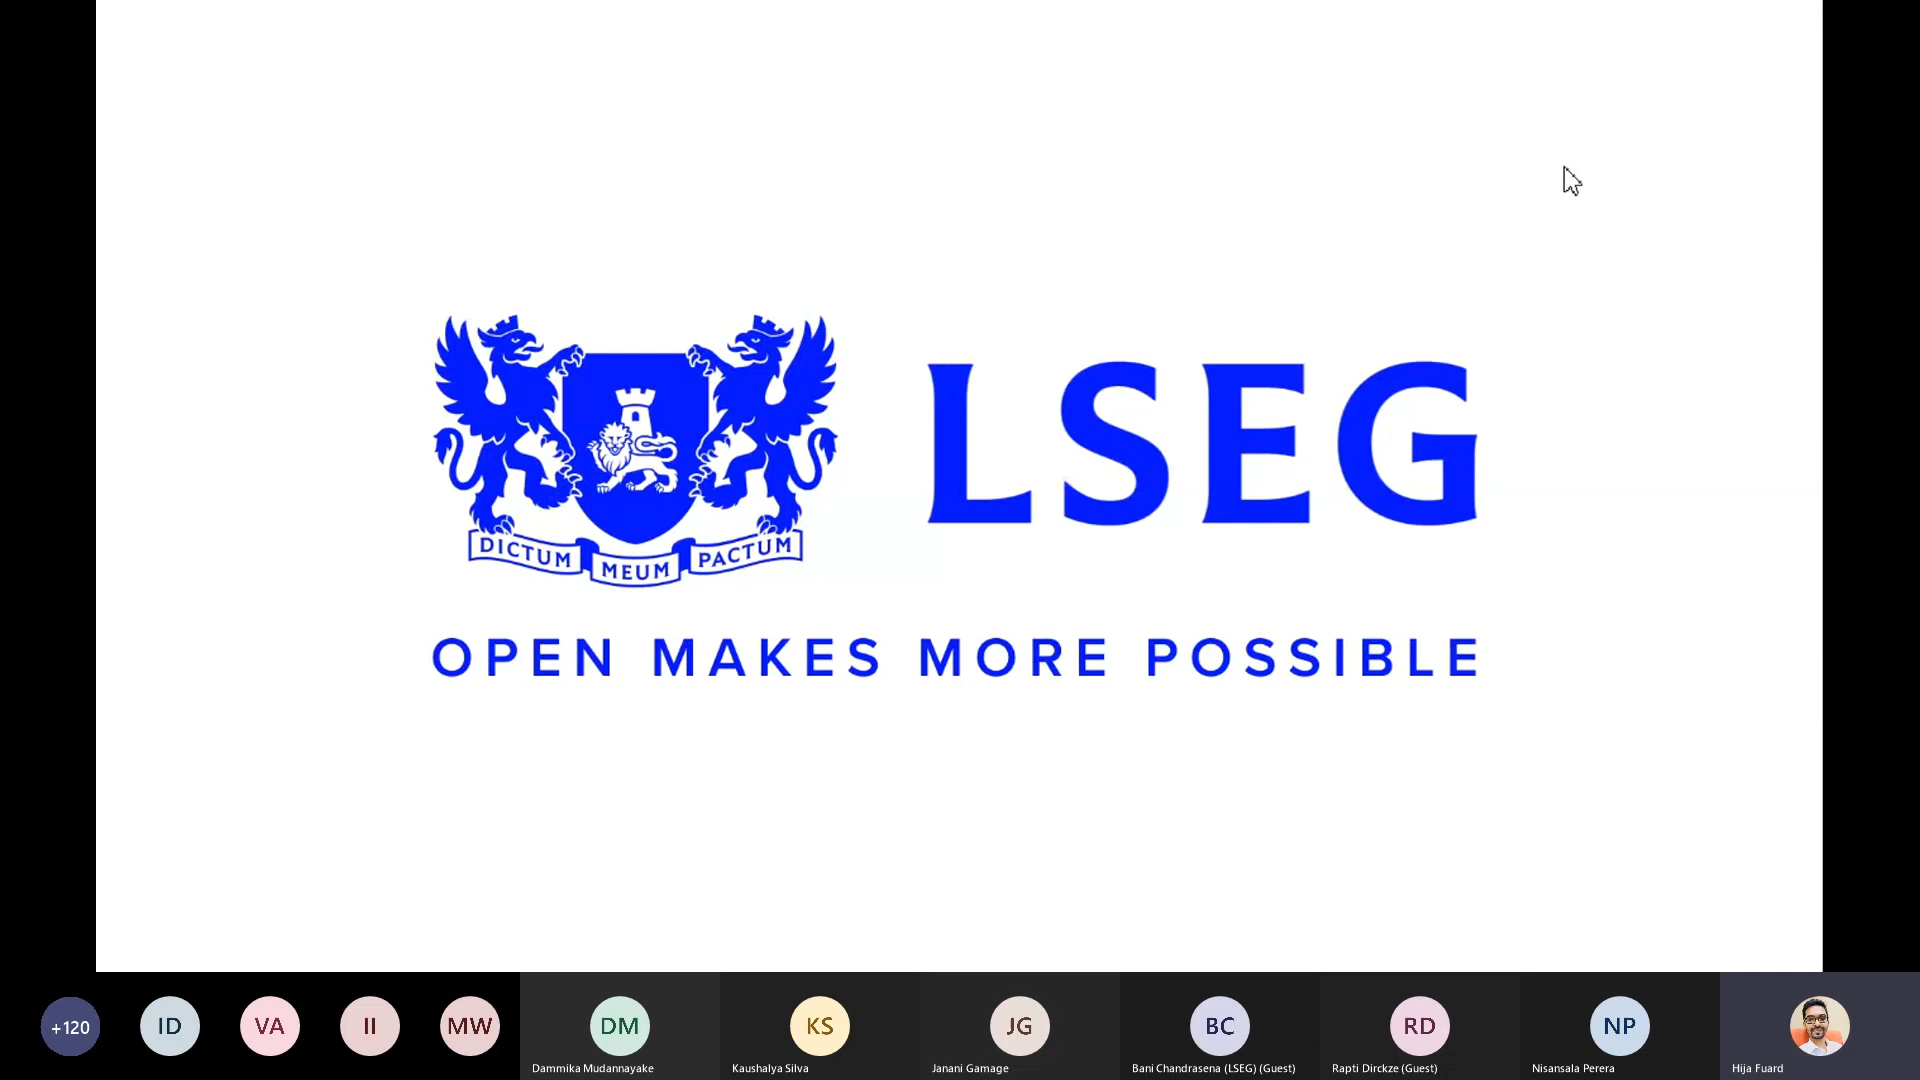 LSEG
DICTUM MEUM PACTUM
OPEN MAKES MORE POSSIBLE
+120
ID
VA
II
MW
DM
KS
JG
BC
RD
NP
Dammika Mudannayake
Kaushalya Silva
Janani Gamage
Bani Chandrasena (LSEG) (Guest)
Rapti Dirckze (Guest)
Nisansala Perera
Hija Fuard